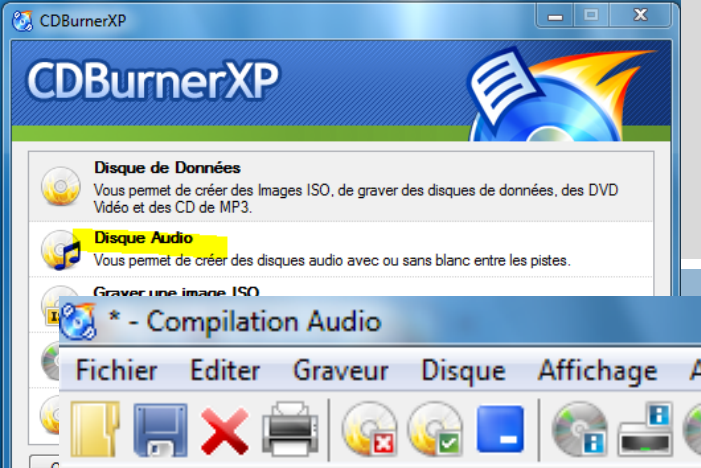 CDBurnerXP
CDBurnerXP
Disque de Données
Vous permet de créer des Images ISO, de graver des disques de données, des DVD
Vidéo et des CD de MP3.
Disque Audio
Vous permet de créer des disques audio avec ou sans blanc entre les pistes.
Graver une image ISO
* - Compilation Audio
Fichier Editer Graveur Disque Affichage